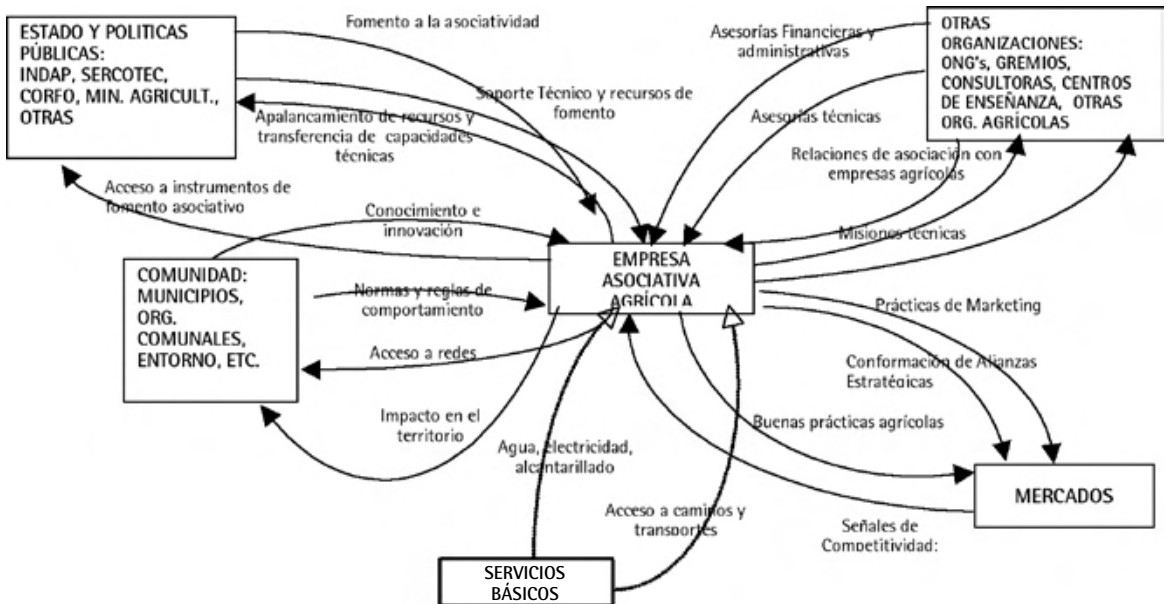 ESTADO Y POLITICAS
PÚBLICAS:
INDAP, SERCOTEC,
CORFO, MIN. AGRICULT.,
OTRAS
Fomento a la asociatividad
Soporte Técnico y recursos de
fomento
Apalancamiento de recursos y
transferencia de capacidades
técnicas
Acceso a instrumentos de
fomento asociativo
Asesorías Financieras y
administrativas
Asesorías técnicas
Relaciones de asociación con
empresas agrícolas
Misiones técnicas
OTRAS
ORGANIZACIONES:
ONG's, GREMIOS,
CONSULTORAS, CENTROS
DE ENSEÑANZA, OTRAS
ORG. AGRÍCOLAS
Conocimiento e
innovación
COMUNIDAD:
MUNICIPIOS,
ORG.
COMUNALES,
ENTORNO, ETC.
Normas y reglas de
comportamiento
Acceso a redes
Impacto en el
territorio
EMPRESA
ASOCIATIVA
AGRÍCOLA
Prácticas de Marketing
Conformación de Alianzas
Estratégicas
Buenas prácticas agrícolas
Agua, electricidad,
alcantarillado
Acceso a caminos y
transportes
Señales de
Competitividad:
MERCADOS
SERVICIOS
BÁSICOS